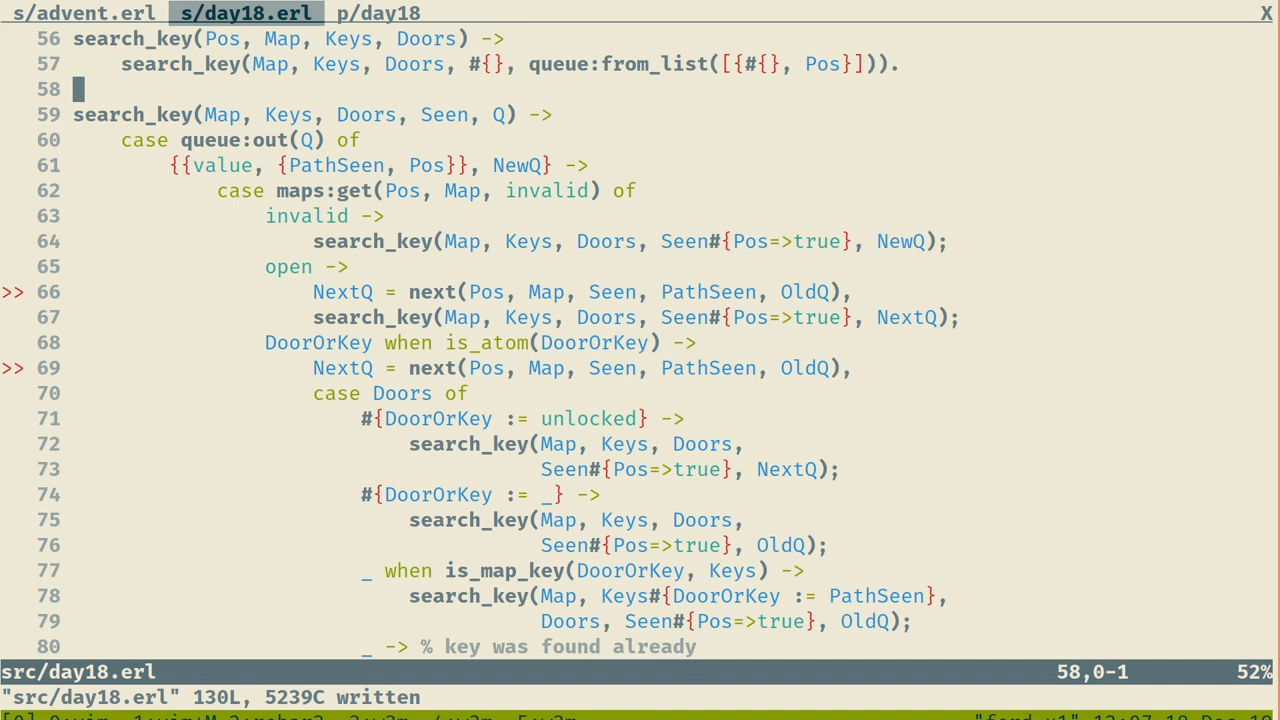 s/advent.erl s/day18.erl p/day18 X
56 search_key(Pos, Map, Keys, Doors) ->
57     search_key(Map, Keys, Doors, #{}, queue:from_list([{#{}, Pos}])).
58
59 search_key(Map, Keys, Doors, Seen, Q) ->
60     case queue:out(Q) of
61         {{value, {PathSeen, Pos}}, NewQ} ->
62             case maps:get(Pos, Map, invalid) of
63                 invalid ->
64                     search_key(Map, Keys, Doors, Seen#{Pos=>true}, NewQ);
65                 open ->
>> 66                     NextQ = next(Pos, Map, Seen, PathSeen, OldQ),
67                     search_key(Map, Keys, Doors, Seen#{Pos=>true}, NextQ);
68                 DoorOrKey when is_atom(DoorOrKey) ->
>> 69                     NextQ = next(Pos, Map, Seen, PathSeen, OldQ),
70                     case Doors of
71                         #{DoorOrKey := unlocked} ->
72                             search_key(Map, Keys, Doors,
73                                        Seen#{Pos=>true}, NextQ);
74                         #{DoorOrKey := _} ->
75                             search_key(Map, Keys, Doors,
76                                        Seen#{Pos=>true}, OldQ);
77                         _ when is_map_key(DoorOrKey, Keys) ->
78                             search_key(Map, Keys#{DoorOrKey := PathSeen},
79                                        Doors, Seen#{Pos=>true}, OldQ);
80                         _ -> % key was found already
src/day18.erl 58,0-1 52%
"src/day18.erl" 130L, 5239C written